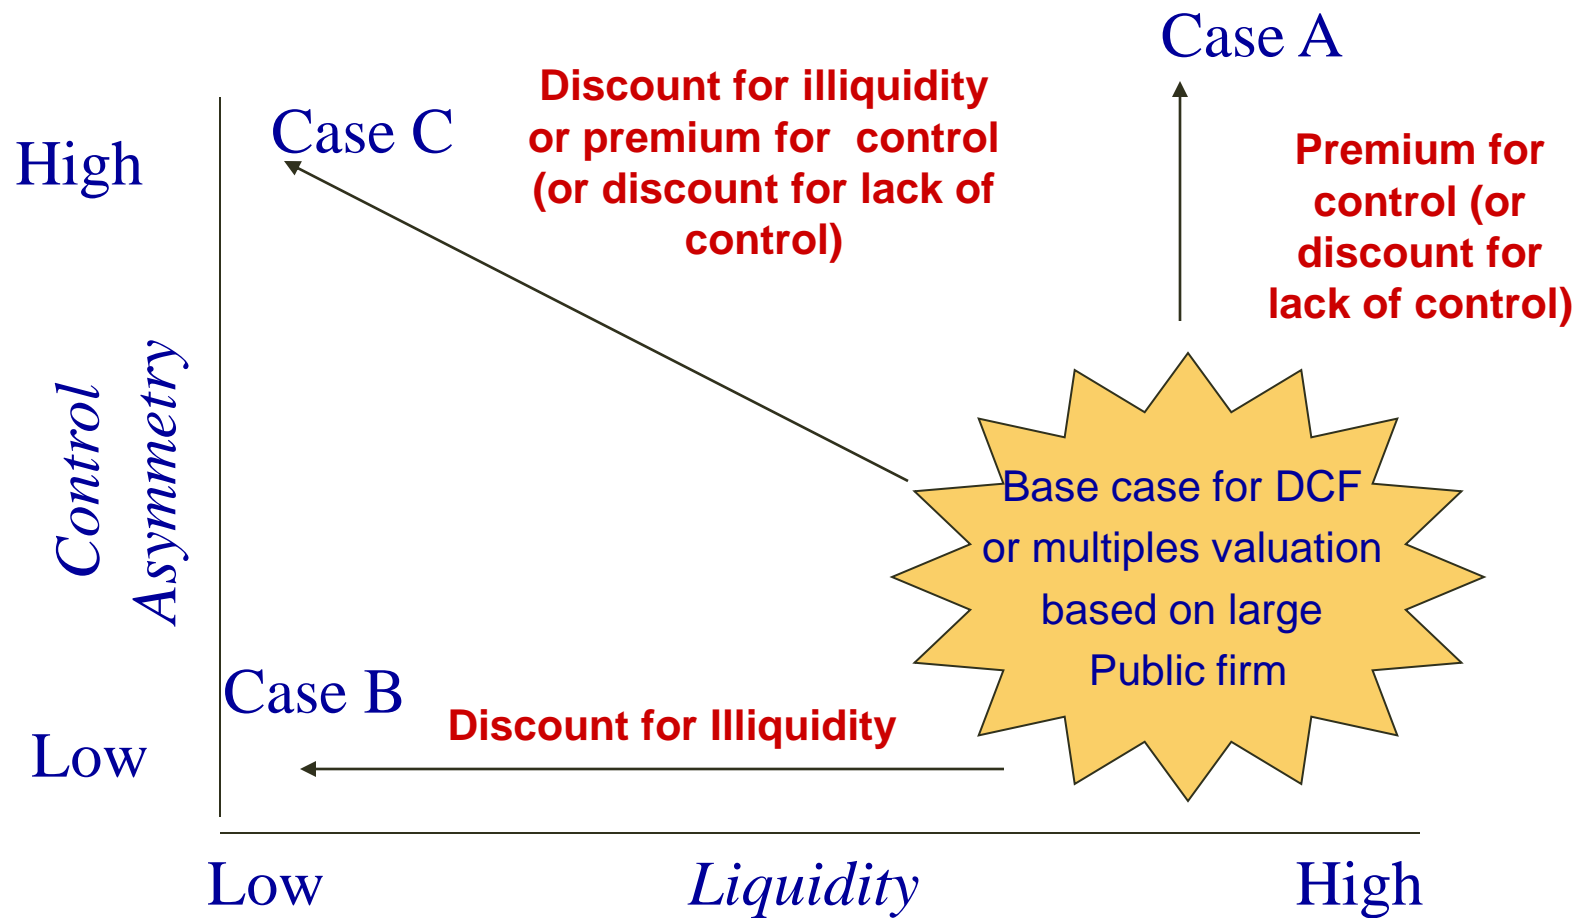 Case A
Discount for illiquidity
or premium for control
(or discount for lack of
control)
Case C
High
Premium for
control (or
discount for
lack of control)
Control
Asymmetry
Base case for DCF
or multiples valuation
based on large
Public firm
Case B
Discount for Illiquidity
Low
Low
Liquidity
High